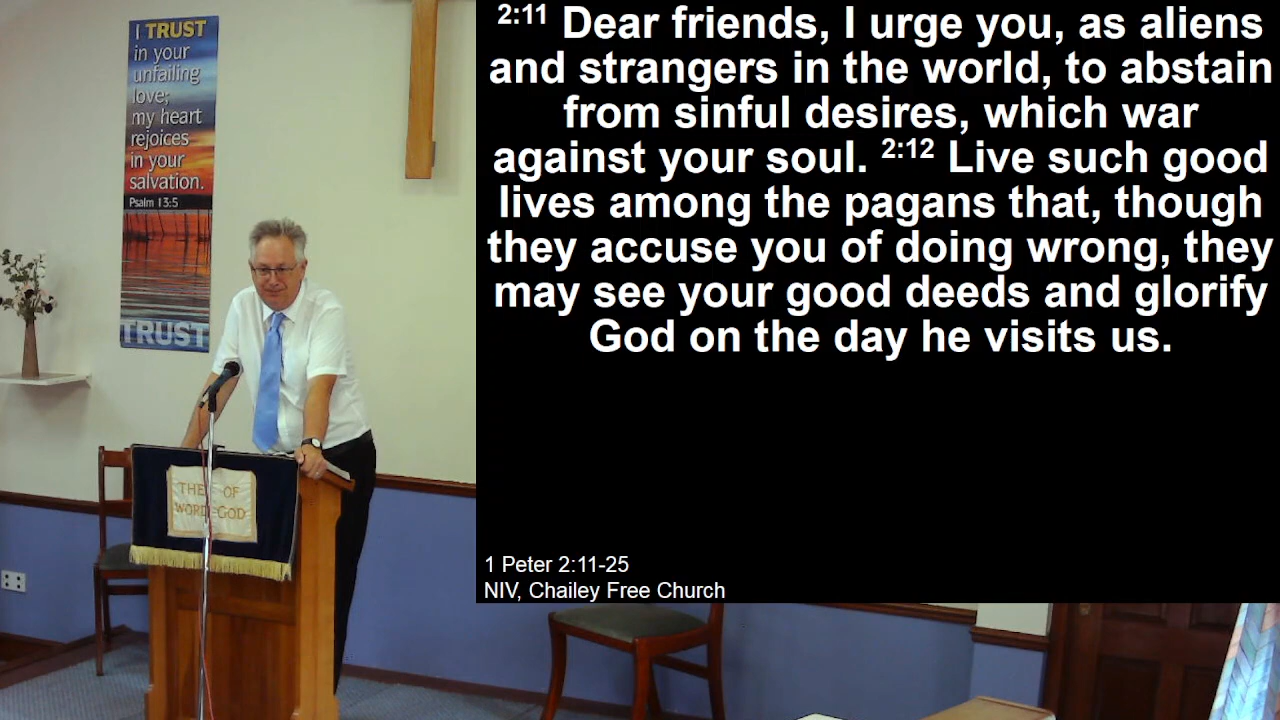 I TRUST
in your
unfailing
love;
my heart
rejoices
in your
salvation.
Psalm 13:5
TRUST
THE OF
WORD GOD
2:11 Dear friends, I urge you, as aliens
and strangers in the world, to abstain
from sinful desires, which war
against your soul. 2:12 Live such good
lives among the pagans that, though
they accuse you of doing wrong, they
may see your good deeds and glorify
God on the day he visits us.
1 Peter 2:11-25
NIV, Chailey Free Church